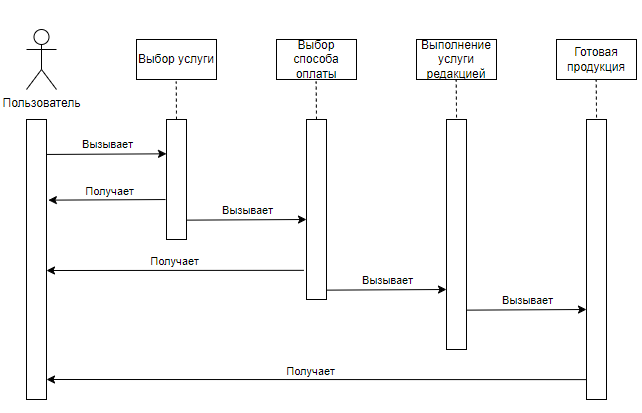 Пользователь
Выбор услуги
Выбор
способа
оплаты
Выполнение
услуги
редакцией
Готовая
продукция
Вызывает
Получает
Вызывает
Получает
Вызывает
Вызывает
Получает